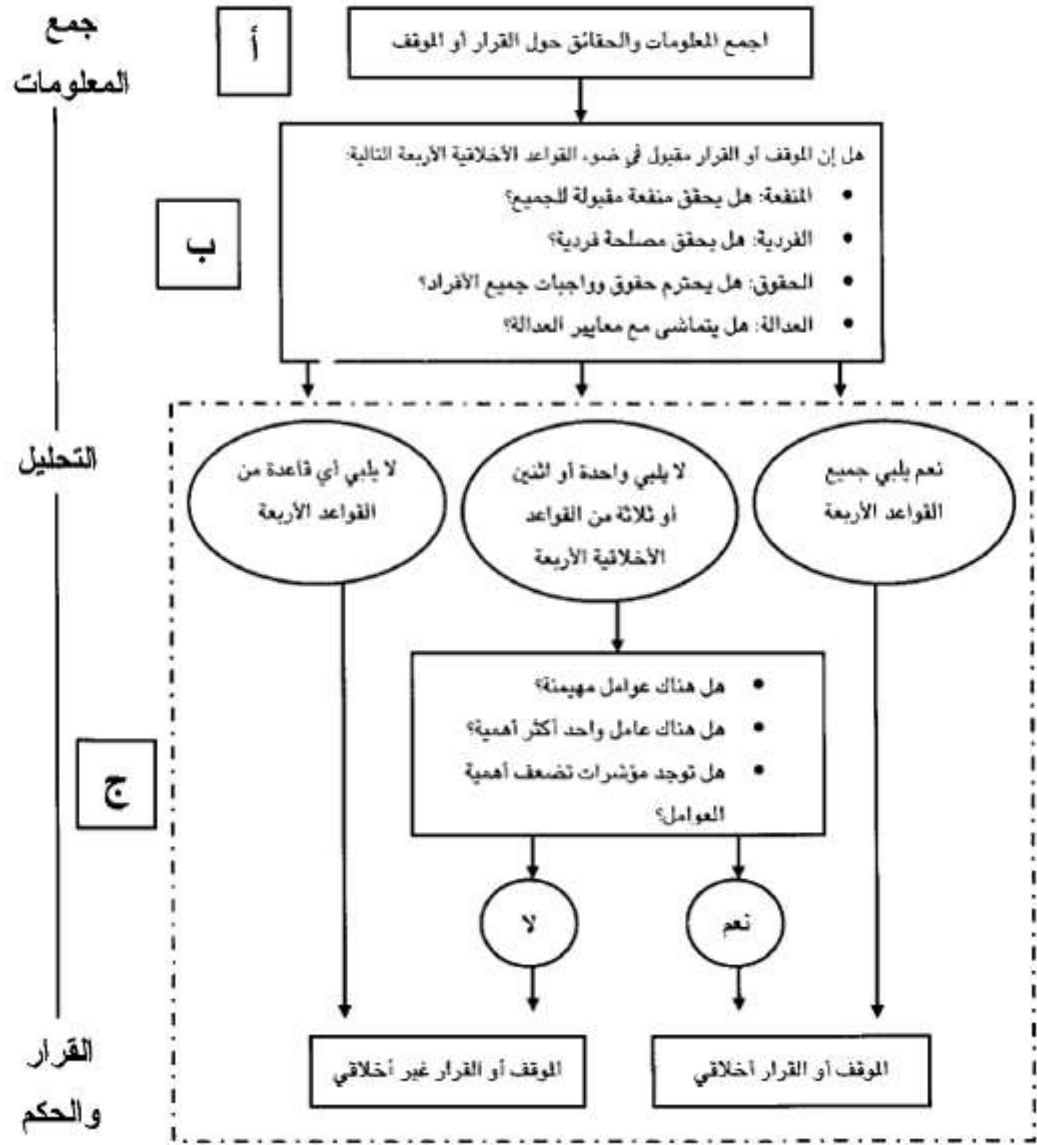 جمع
المعلومات
أ
اجمع المعلومات والحقائق حول القرار أو الموقف
ب
هل إن الموقف أو القرار مقبول في ضوء القواعد الأخلاقية الأربعة التالية:
• المنفعة: هل يحقق منفعة مقبولة للجميع؟
• الفردية: هل يحقق مصلحة فردية؟
• الحقوق: هل يحترم حقوق وواجبات جميع الأفراد؟
• العدالة: هل يتماشى مع معايير العدالة؟
التحليل
نعم يلبي جميع
القواعد الأربعة
لا يلبي واحدة أو اثنين
أو ثلاثة من القواعد
الأخلاقية الأربعة
لا يلبي أي قاعدة من
القواعد الأربعة
ج
• هل هناك عوامل مهيمنة؟
• هل هناك عامل واحد أكثر أهمية؟
• هل توجد مؤشرات تضعف أهمية
العوامل؟
نعم
لا
القرار
والحكم
الموقف أو القرار أخلاقي
الموقف أو القرار غير أخلاقي